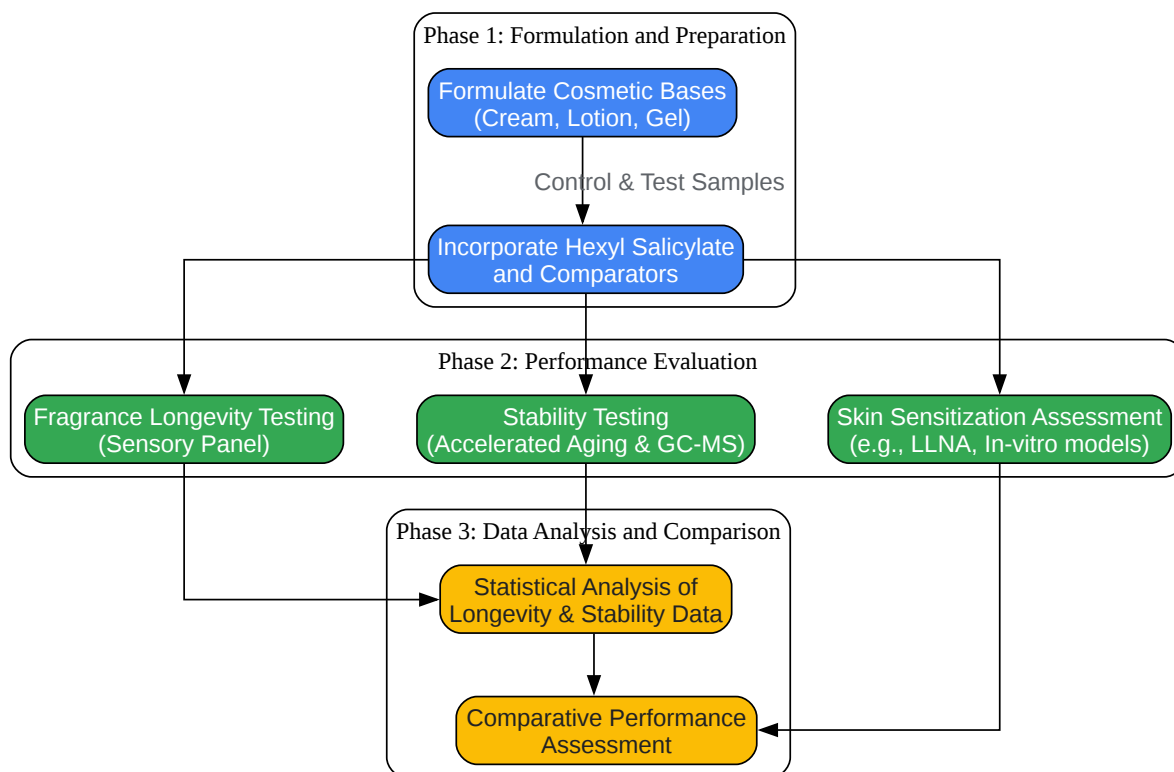 Phase 1: Formulation and Preparation
Formulate Cosmetic Bases
(Cream, Lotion, Gel)
Control & Test Samples
Incorporate Hexyl Salicylate
and Comparators
Phase 2: Performance Evaluation
Fragrance Longevity Testing
(Sensory Panel)
Stability Testing
(Accelerated Aging & GC-MS)
Skin Sensitization Assessment
(e.g., LLNA, In-vitro models)
Phase 3: Data Analysis and Comparison
Statistical Analysis of
Longevity & Stability Data
Comparative Performance
Assessment